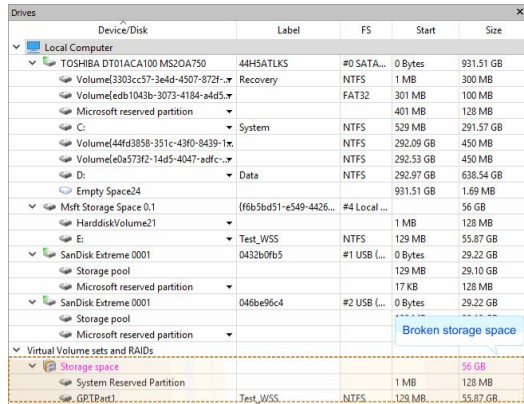 Drives
Device/Disk Label FS Start Size
Local Computer
TOSHIBA DT01ACA100 MS2OA750 44H5ATLKS #0 SATA... 0 Bytes 931.51 GB
Volume{3303cc57-3e4d-4507-872f-... Recovery NTFS 1 MB 300 MB
Volume{edb1043b-3073-4184-a4d5... FAT32 301 MB 100 MB
Microsoft reserved partition 401 MB 128 MB
C: System NTFS 529 MB 291.57 GB
Volume{44fd3858-351c-43f0-8439-1... NTFS 292.09 GB 450 MB
Volume{e0a573f2-14d5-4047-adfc-... NTFS 292.53 GB 450 MB
D: Data NTFS 292.97 GB 638.54 GB
Empty Space24 931.51 GB 1.69 MB
Msft Storage Space 0.1 {f6b5bd51-e549-4426... #4 Local ... 56 GB
HarddiskVolume21 1 MB 128 MB
E: Test_WSS NTFS 129 MB 55.87 GB
SanDisk Extreme 0001 0432b0fb5 #1 USB (... 0 Bytes 29.22 GB
Storage pool 129 MB 29.10 GB
Microsoft reserved partition 17 KB 128 MB
SanDisk Extreme 0001 046be96c4 #2 USB (... 0 Bytes 29.22 GB
Storage pool
Microsoft reserved partition
Broken storage space
Virtual Volume sets and RAIDs
Storage space 56 GB
System Reserved Partition 1 MB 128 MB
GPTPart1 Test_WSS NTFS 129 MB 55.87 GB